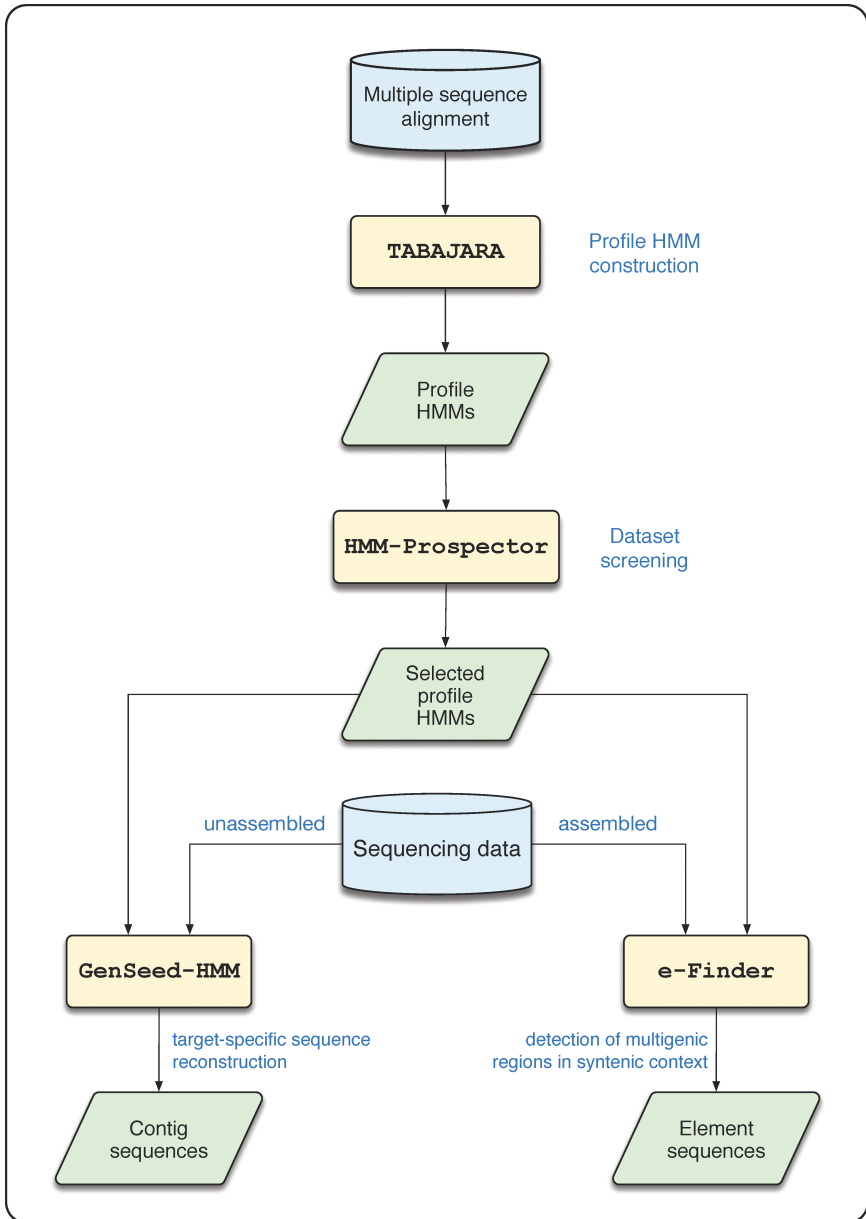 Multiple sequence
alignment
TABAJARA
Profile HMM
construction
Profile
HMMs
HMM-Prospector
Dataset
screening
Selected
profile
HMMs
unassembled
Sequencing data
assembled
GenSeed-HMM
e-Finder
target-specific sequence
reconstruction
detection of multigenic
regions in syntenic context
Contig
sequences
Element
sequences